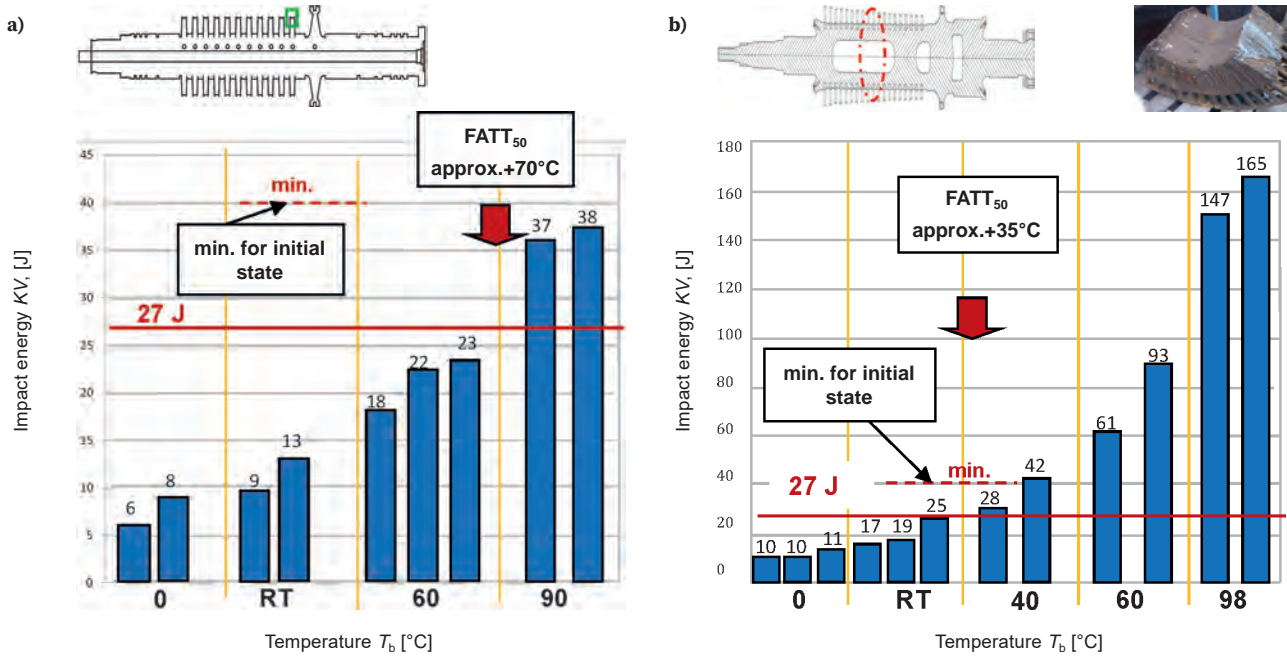 a)
FATT50
approx.+70°C
min.
min. for initial
state
27 J
Impact energy KV, [J]
45
40
35
30
25
20
15
10
5
0
6
8
9
13
18
22
23
37
38
0 RT 60 90
Temperature Tb [°C]
b)
FATT50
approx.+35°C
min. for initial
state
min.
27 J
Impact energy KV, [J]
180
160
140
120
100
80
60
40
20
0
10
10
11
17
19
25
28
42
61
93
147
165
0 RT 40 60 98
Temperature Tb [°C]